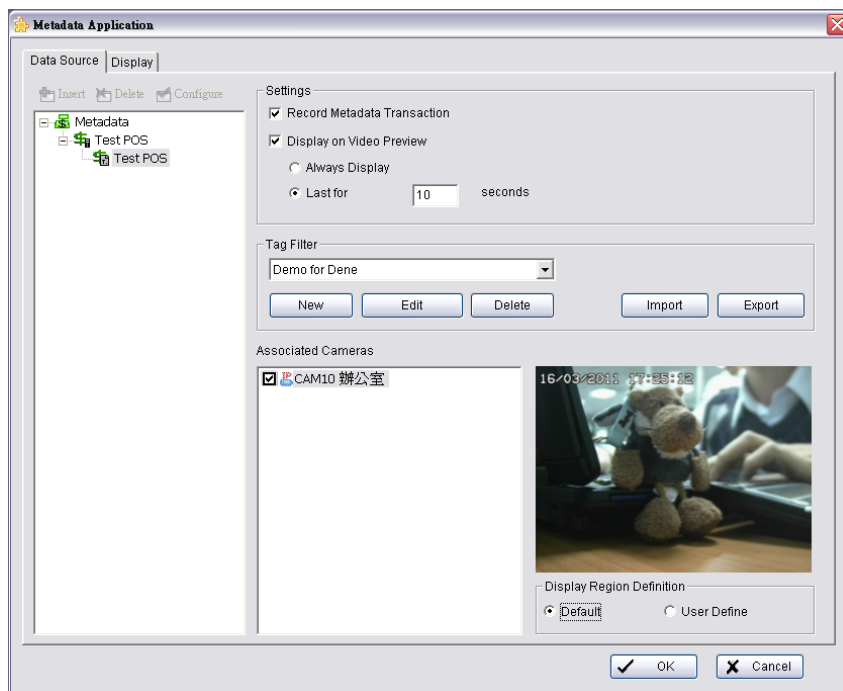 Metadata Application
Data Source
Display
Insert
Delete
Configure
Metadata
Test POS
Test POS
Settings
Record Metadata Transaction
Display on Video Preview
Always Display
Last for 10 seconds
Tag Filter
Demo for Dene
New
Edit
Delete
Import
Export
Associated Cameras
CAM10 辦公室
16/03/2011 17:25:12
Display Region Definition
Default
User Define
OK
Cancel